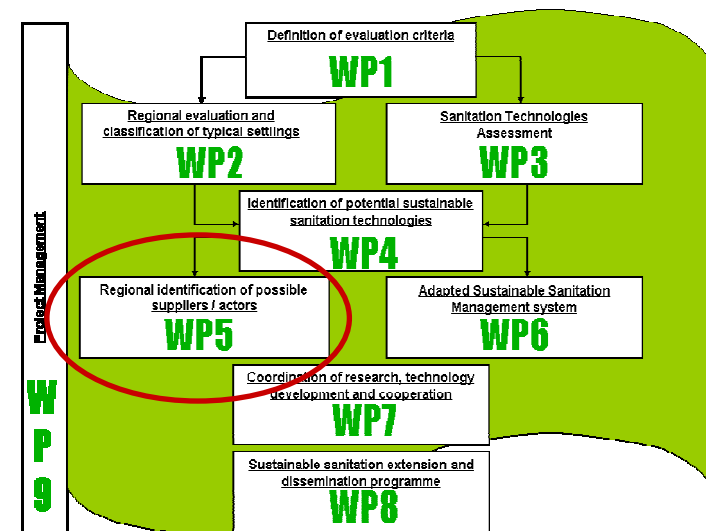 Definition of evaluation criteria
WP1
Regional evaluation and
classification of typical settlings
WP2
Sanitation Technologies
Assessment
WP3
Identification of potential sustainable
sanitation technologies
WP4
Regional identification of possible
suppliers / actors
WP5
Adapted Sustainable Sanitation
Management system
WP6
Coordination of research, technology
development and cooperation
WP7
Sustainable sanitation extension and
dissemination programme
WP8
Project Management
W
P
9